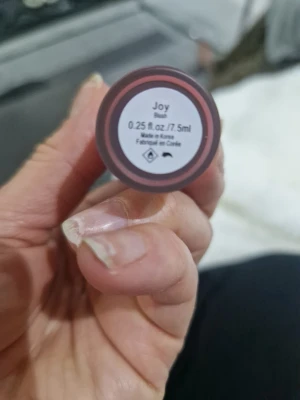 Joy
Blush
0.25 fl.oz./7.5ml
Made in Korea
Fabriqué en Corée